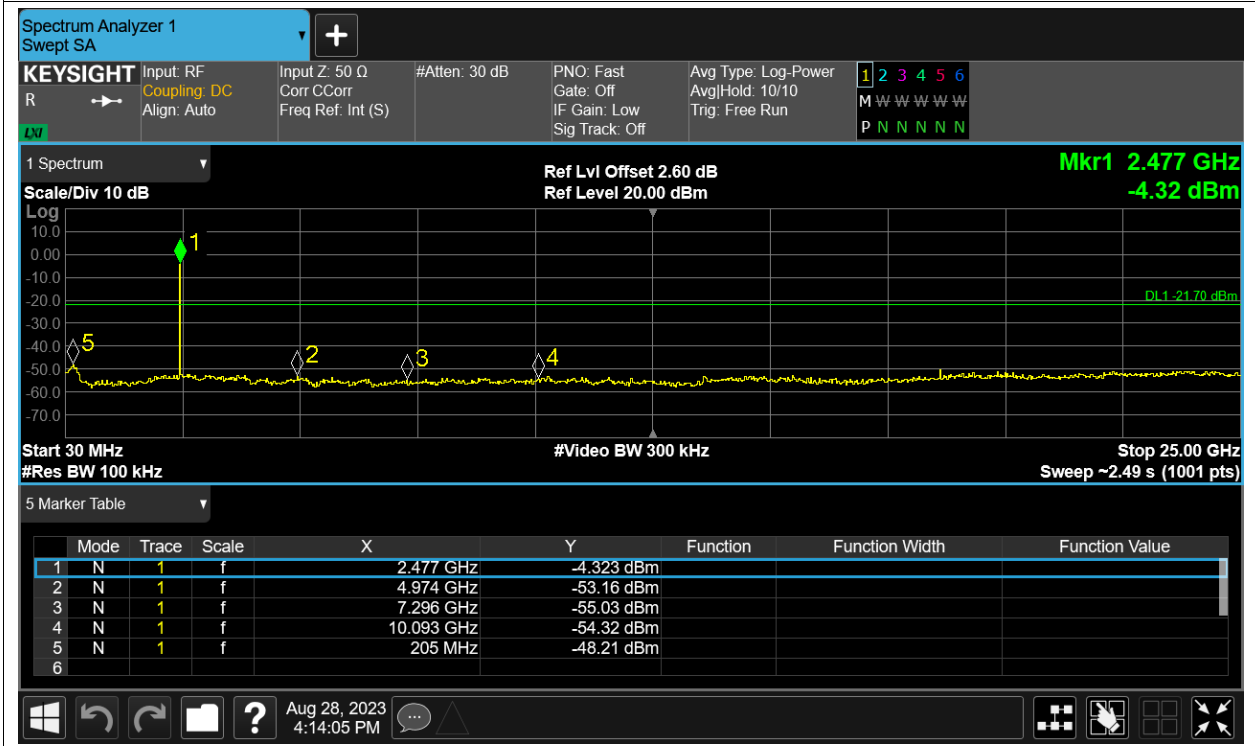 Spectrum Analyzer 1
Swept SA
+
KEYSIGHT
R
LXI
Input: RF
Coupling: DC
Align: Auto
Input Z: 50 Ω
Corr CCorr
Freq Ref: Int (S)
#Atten: 30 dB
PNO: Fast
Gate: Off
IF Gain: Low
Sig Track: Off
Avg Type: Log-Power
Avg|Hold: 10/10
Trig: Free Run
1 2 3 4 5 6
M W W W W W
P N N N N N
1 Spectrum
Scale/Div 10 dB
Ref Lvl Offset 2.60 dB
Ref Level 20.00 dBm
Mkr1 2.477 GHz
-4.32 dBm
Log
10.0
0.00
-10.0
-20.0
-30.0
-40.0
-50.0
-60.0
-70.0
1
DL1 -21.70 dBm
5
2
3
4
Start 30 MHz
#Video BW 300 kHz
Stop 25.00 GHz
#Res BW 100 kHz
Sweep ~2.49 s (1001 pts)
5 Marker Table
Mode Trace Scale X Y Function Function Width Function Value
1 N 1 f 2.477 GHz -4.323 dBm
2 N 1 f 4.974 GHz -53.16 dBm
3 N 1 f 7.296 GHz -55.03 dBm
4 N 1 f 10.093 GHz -54.32 dBm
5 N 1 f 205 MHz -48.21 dBm
6
?
Aug 28, 2023
4:14:05 PM